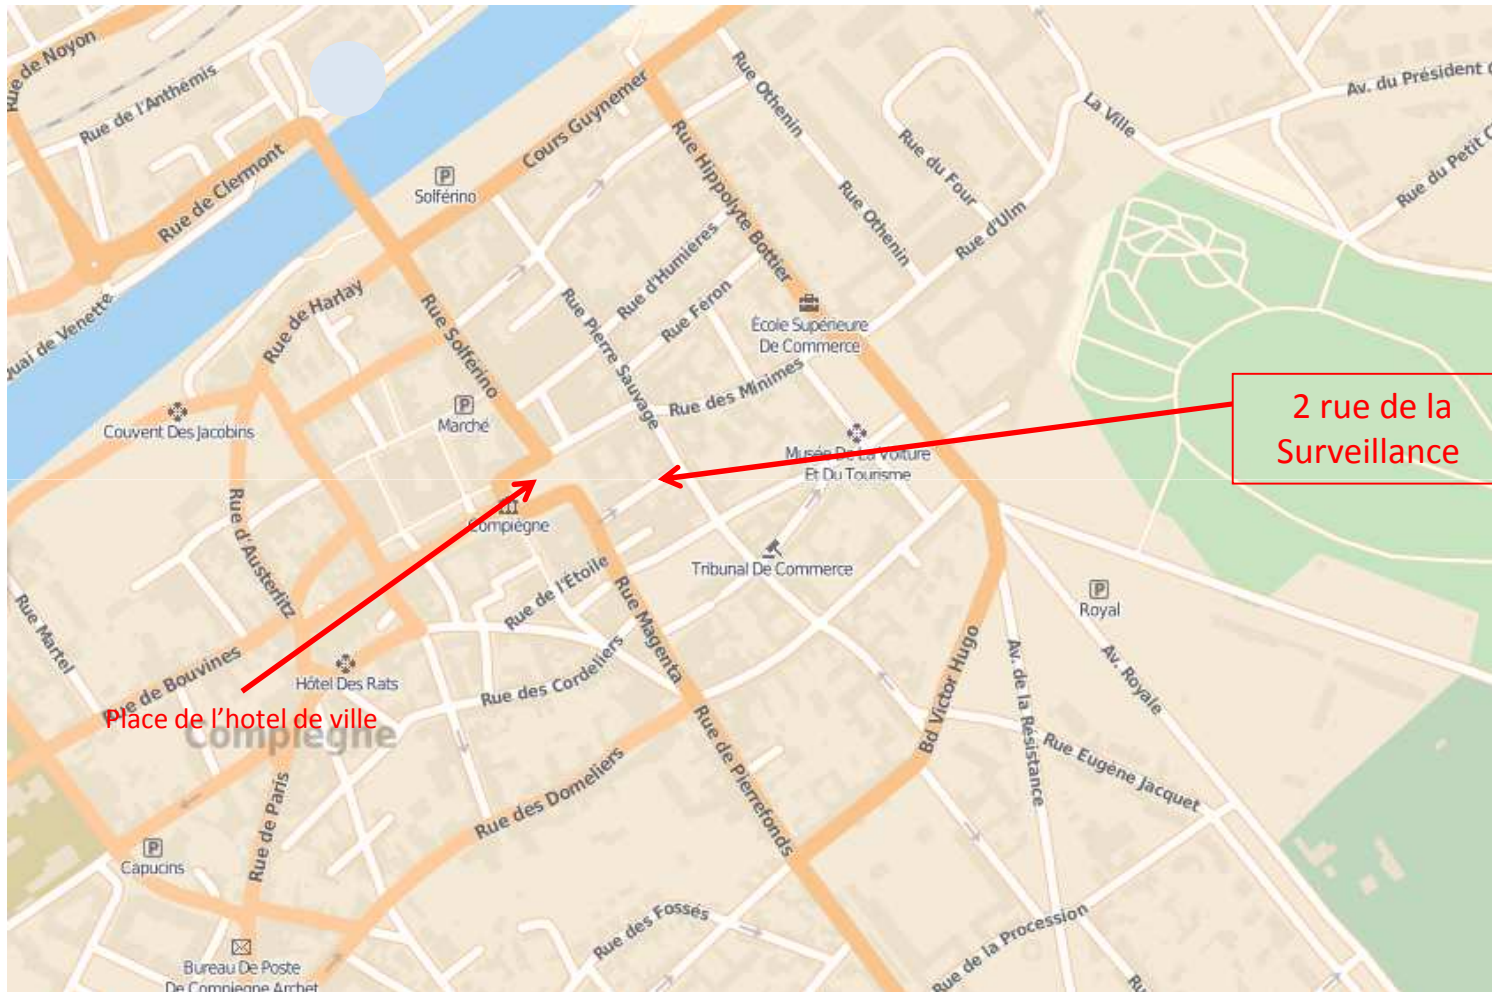 Rue de Noyon
Rue de l'Anthémis
Rue de Clermont
Quai de Venette
Solférino
Cours Guynemer
Rue Othenin
Rue Hippolyte Bottier
Rue Othenin
Rue du Four
Rue d'Ulm
La Ville
Av. du Président
Rue du Petit
Rue de Harlay
Rue Solférino
Rue Pierre Sauvage
Rue d'Humières
Rue Féron
École Supérieure
De Commerce
Rue des Minimes
Marché
Couvent Des Jacobins
Musée De La Voiture
Et Du Tourisme
2 rue de la
Surveillance
Compiègne
Rue d'Austerlitz
Rue de l'Étoile
Tribunal De Commerce
Royal
Rue Martel
Rue de Bouvines
Hôtel Des Rats
Rue des Cordeliers
Rue Magenta
Place de l'hotel de ville
Compiègne
Bd Victor Hugo
Av. de la Résistance
Av. Royale
Rue Eugène Jacquet
Rue de Pierrefonds
Rue des Domeliers
Rue de Paris
Capucins
Rue des Fossés
Rue de la Procession
Bureau De Poste
De Compiegne Archet